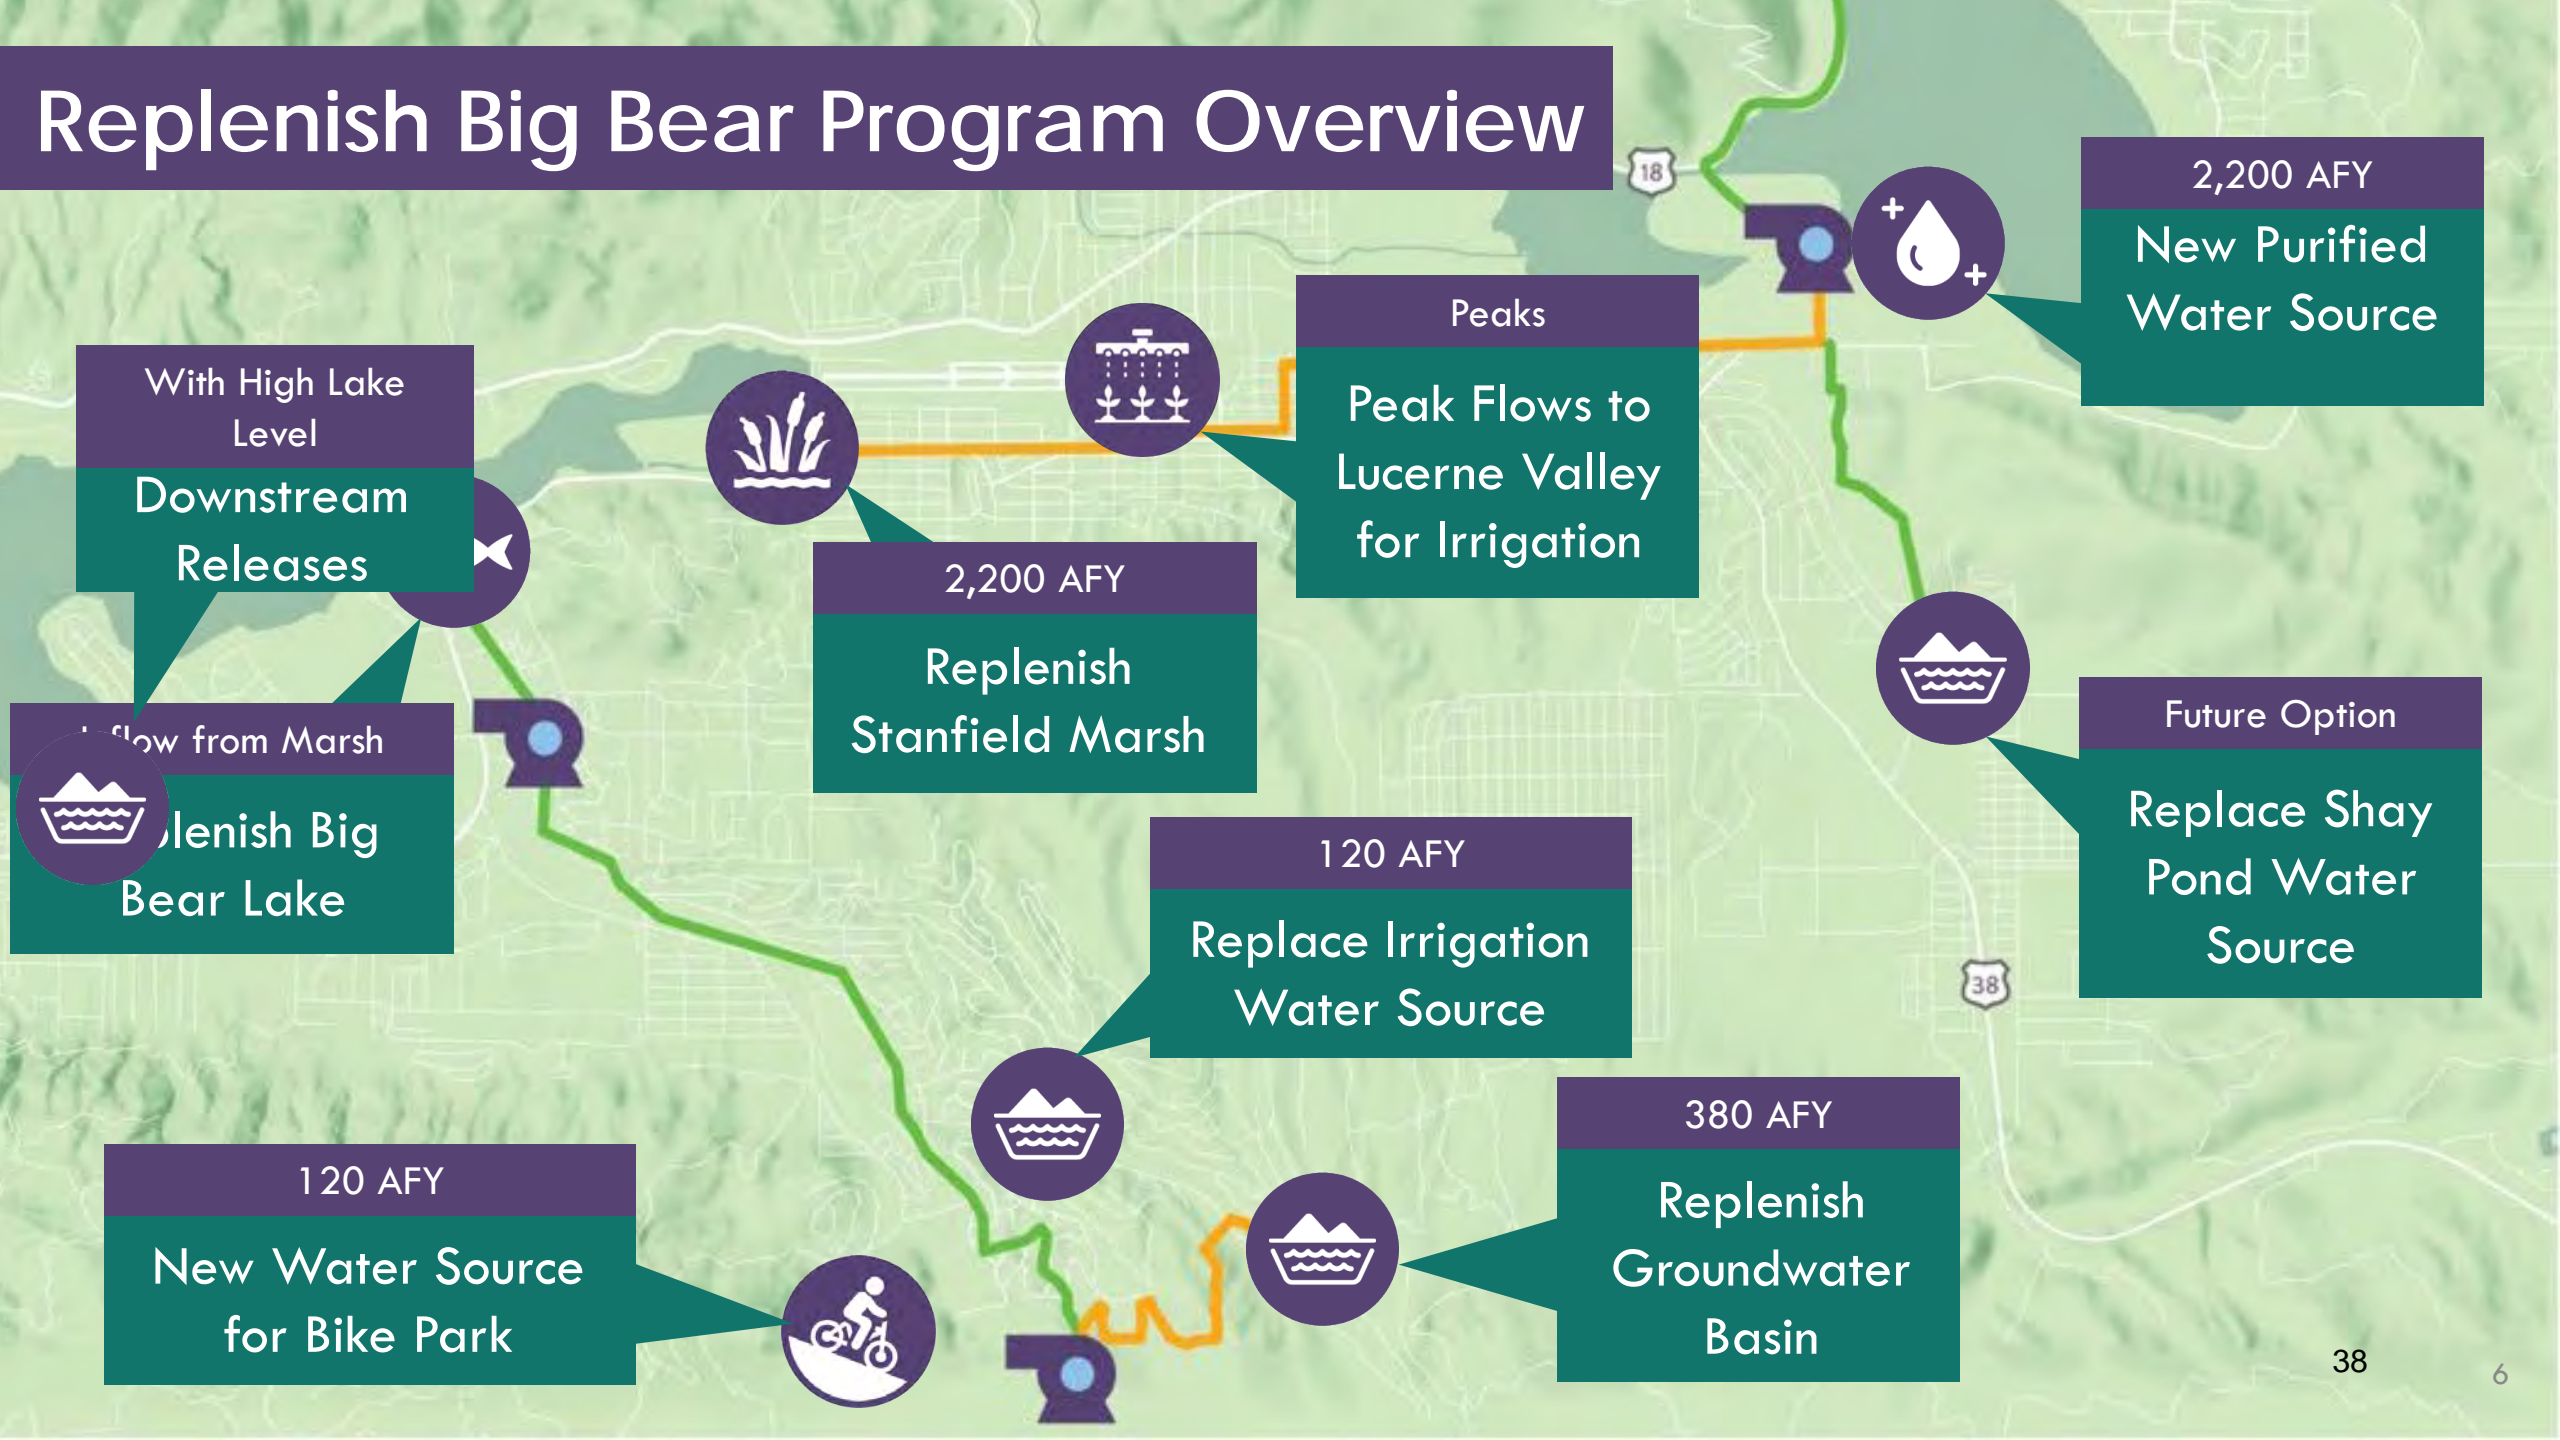 Replenish Big Bear Program Overview
18
2,200 AFY
New Purified
Water Source
Peaks
Peak Flows to
Lucerne Valley
for Irrigation
With High Lake
Level
Downstream
Releases
2,200 AFY
Replenish
Stanfield Marsh
from Marsh
Big
Bear Lake
Future Option
Replace Shay
Pond Water
Source
120 AFY
Replace Irrigation
Water Source
38
380 AFY
Replenish
Groundwater
Basin
120 AFY
New Water Source
for Bike Park
38
6